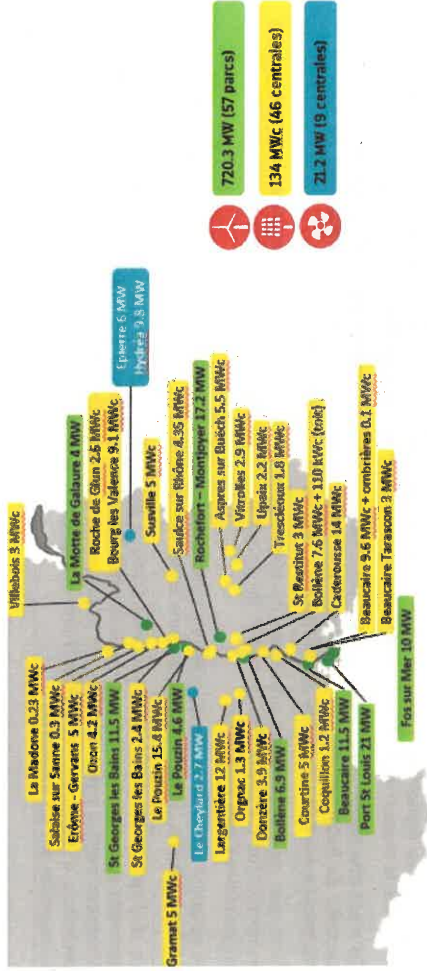 Villebois 3 MWc
La Madone 0.23 MWc
Salaise sur Sanne 0.9 MWc
Erôme - Gervans 5 MWc
Ozon 4.2 MWc
St Georges les Bains 11.5 MW
St Georges les Bains 2.4 MWc
Le Pouzin 15.4 MWc
Le Pouzin 4.6 MW
Le Cheylard 2.7 MW
Largentière 12 MWc
Orgnac 1.3 MWc
Donzère 3.9 MWc
Bollène 6.9 MW
Courtine 5 MWc
Coquillon 1.2 MWc
Beaucaire 11.5 MW
Port St Louis 21 MW
Gramat 5 MWc
La Motte de Galaure 4 MW
Roche de Glun 2.5 MWc
Bourg les Valence 9.1 MWc
Epierre 6 MW
Hydréa 9.8 MW
Susville 5 MWc
Saulce sur Rhône 4.35 MWc
Rochefort – Montjoyer 17.2 MW
Aspres sur Buëch 5.5 MWc
Vitrolles 2.9 MWc
Upaix 2.2 MWc
Trescléoux 1.8 MWc
St Restitut 3 MWc
Bollène 7.6 MWc + 110 kWc (toit)
Caderousse 14 MWc
Beaucaire 9.6 MWc + ombrières 0.1 MWc
Beaucaire Tarascon 3 MWc
Fos sur Mer 10 MW
720.3 MW (57 parcs)
134 MWc (46 centrales)
21.2 MW (9 centrales)